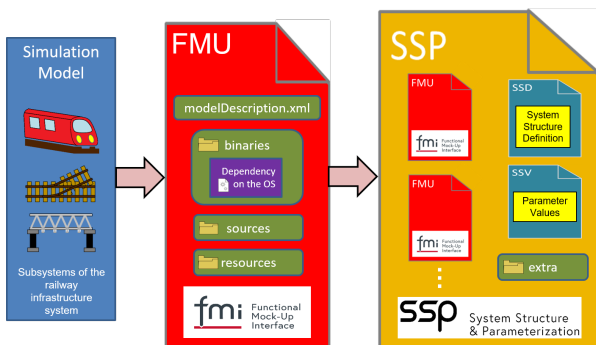 Simulation
Model
Subsystems of the
railway
infrastructure
system
FMU
modelDescription.xml
binaries
Dependency
on the OS
sources
resources
fmi Functional
Mock-Up
Interface
SSP
FMU
fmi Functional
Mock-Up
Interface
SSD
System
Structure
Definition
FMU
fmi Functional
Mock-Up
Interface
SSV
Parameter
Values
extra
ssp System Structure
& Parameterization